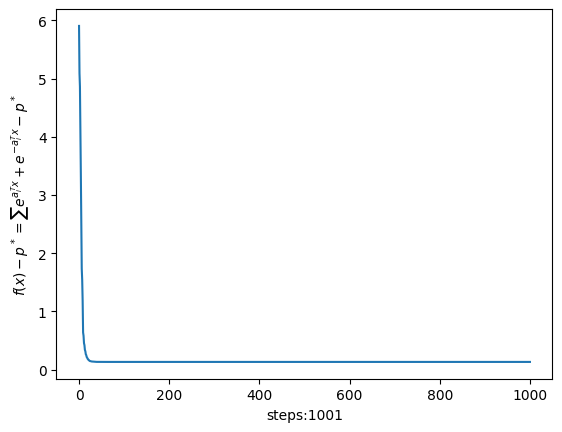 6
5
4
3
2
1
0
f(x) − p* = ∑e^{a_i^T x} + e^{−a_i^T x} − p*
0 200 400 600 800 1000
steps:1001